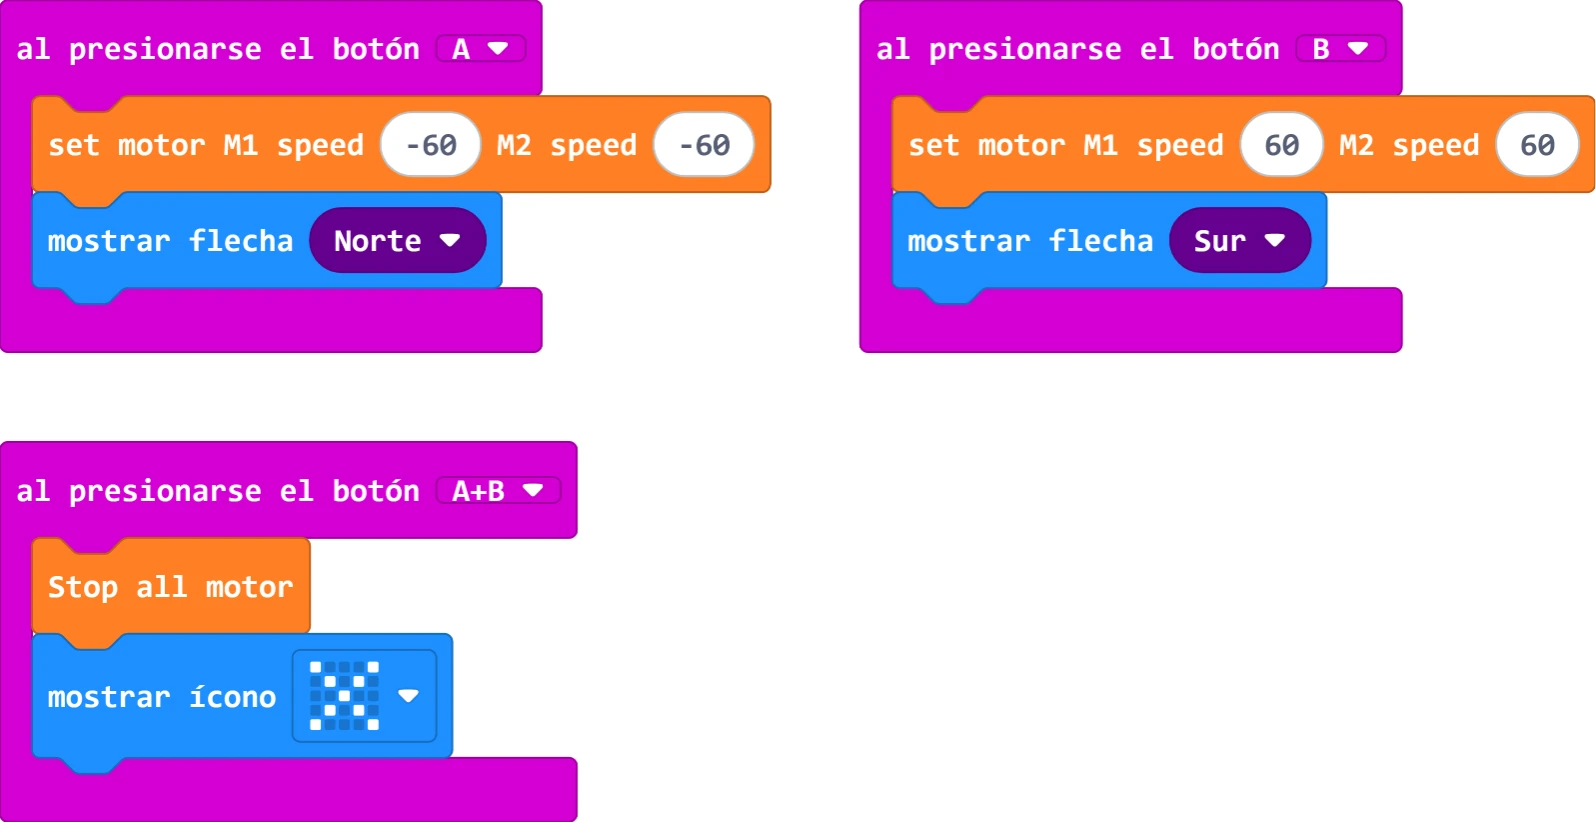 al presionarse el botón A
set motor M1 speed -60 M2 speed -60
mostrar flecha Norte
al presionarse el botón B
set motor M1 speed 60 M2 speed 60
mostrar flecha Sur
al presionarse el botón A+B
Stop all motor
mostrar ícono